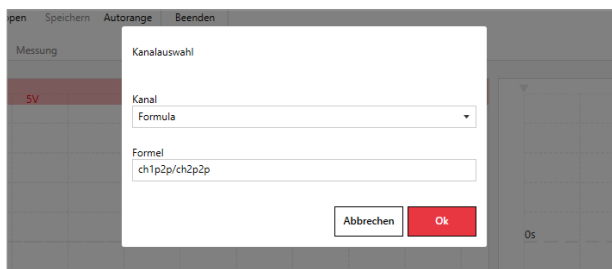 Speichern Autorange Beenden
Messung
Kanalauswahl
5V
Kanal
Formula
Formel
ch1p2p/ch2p2p
Abbrechen Ok
0s